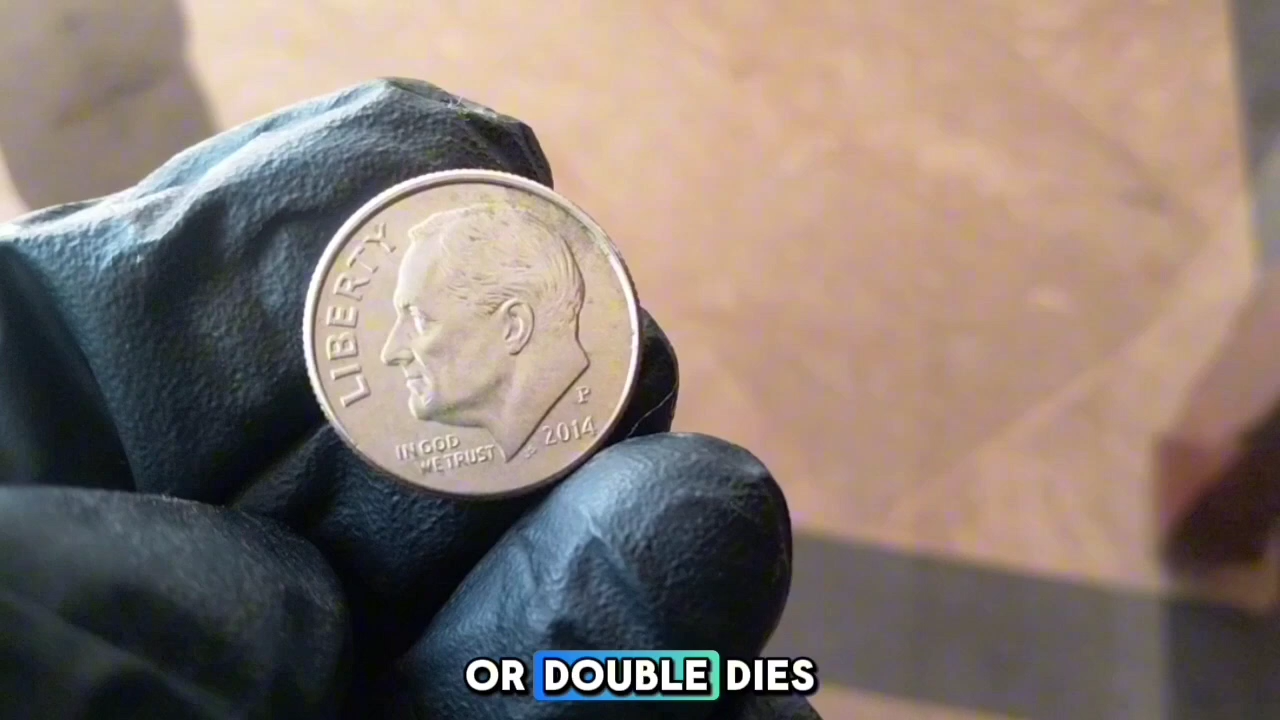 LIBERTY
IN GOD
WE TRUST
P
2014
OR DOUBLE DIES